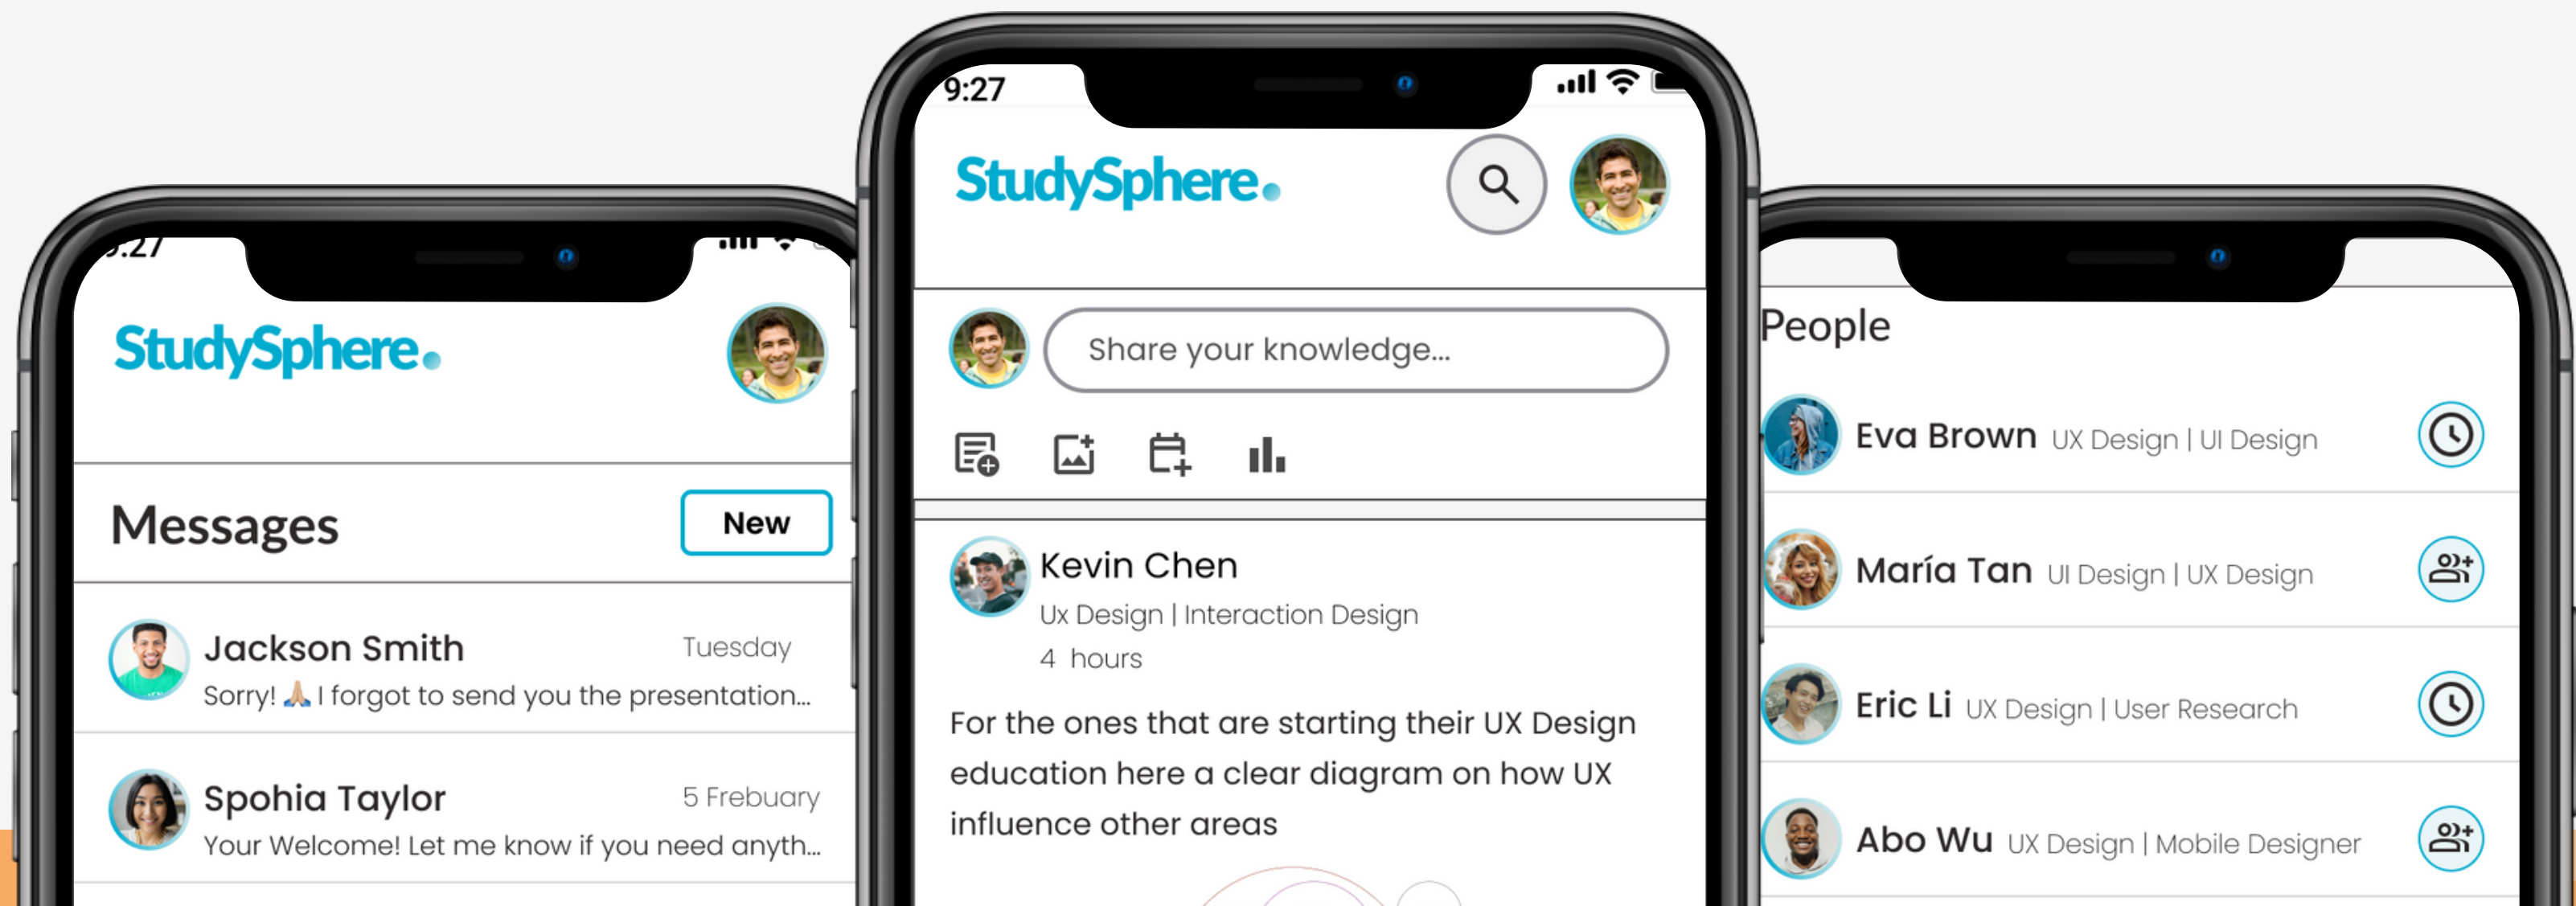 9:27
StudySphere
Messages
New
Jackson Smith
Tuesday
Sorry! 🙏🏼 I forgot to send you the presentation...
Spohia Taylor
5 Frebuary
Your Welcome! Let me know if you need anyth...
9:27
StudySphere
Share your knowledge...
Kevin Chen
Ux Design | Interaction Design
4 hours
For the ones that are starting their UX Design
education here a clear diagram on how UX
influence other areas
People
Eva Brown UX Design | UI Design
María Tan UI Design | UX Design
Eric Li UX Design | User Research
Abo Wu UX Design | Mobile Designer